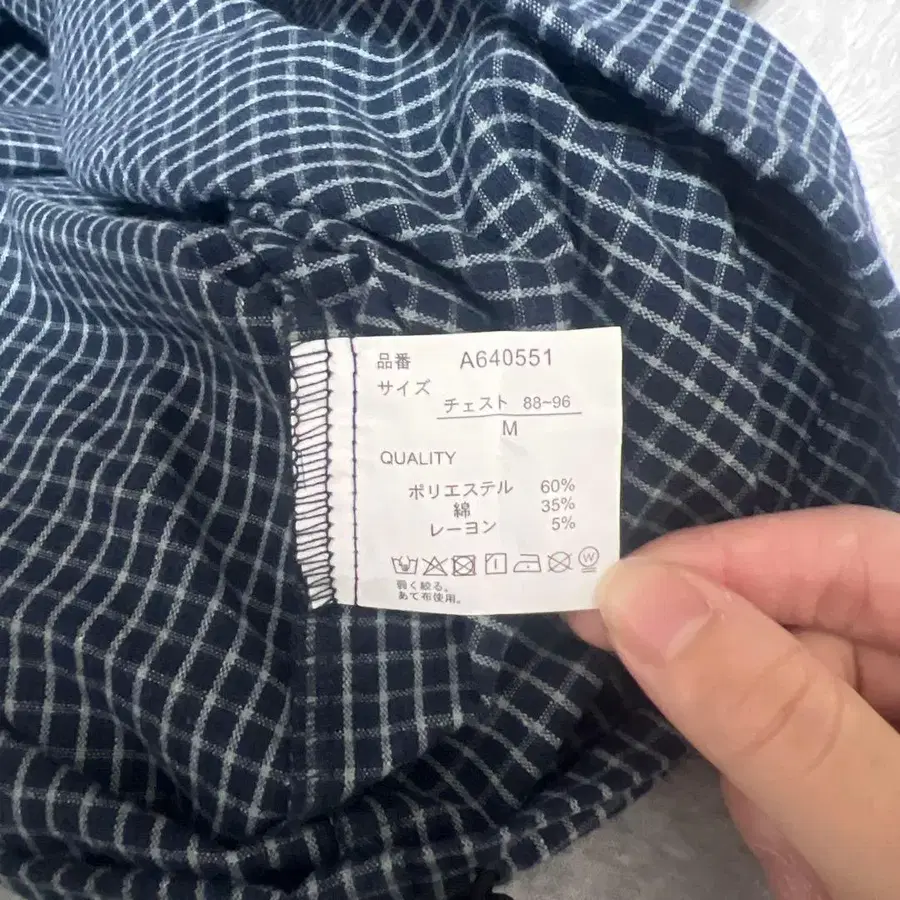 品番 A640551
サイズ
チェスト 88~96
M
QUALITY
ポリエステル 60%
綿 35%
レーヨン 5%
W
弱く絞る。
あて布使用。